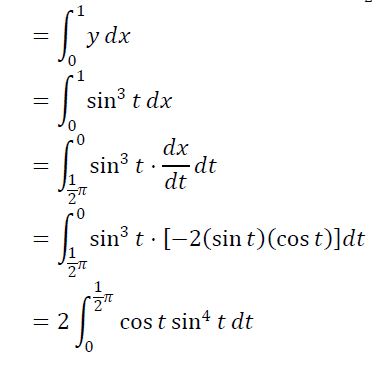 = ∫₀¹ y dx
= ∫₀¹ sin³ t dx
= ∫_{½π}^{0} sin³ t · dx/dt dt
= ∫_{½π}^{0} sin³ t · [−2(sin t)(cos t)]dt
= 2 ∫₀^{½π} cos t sin⁴ t dt